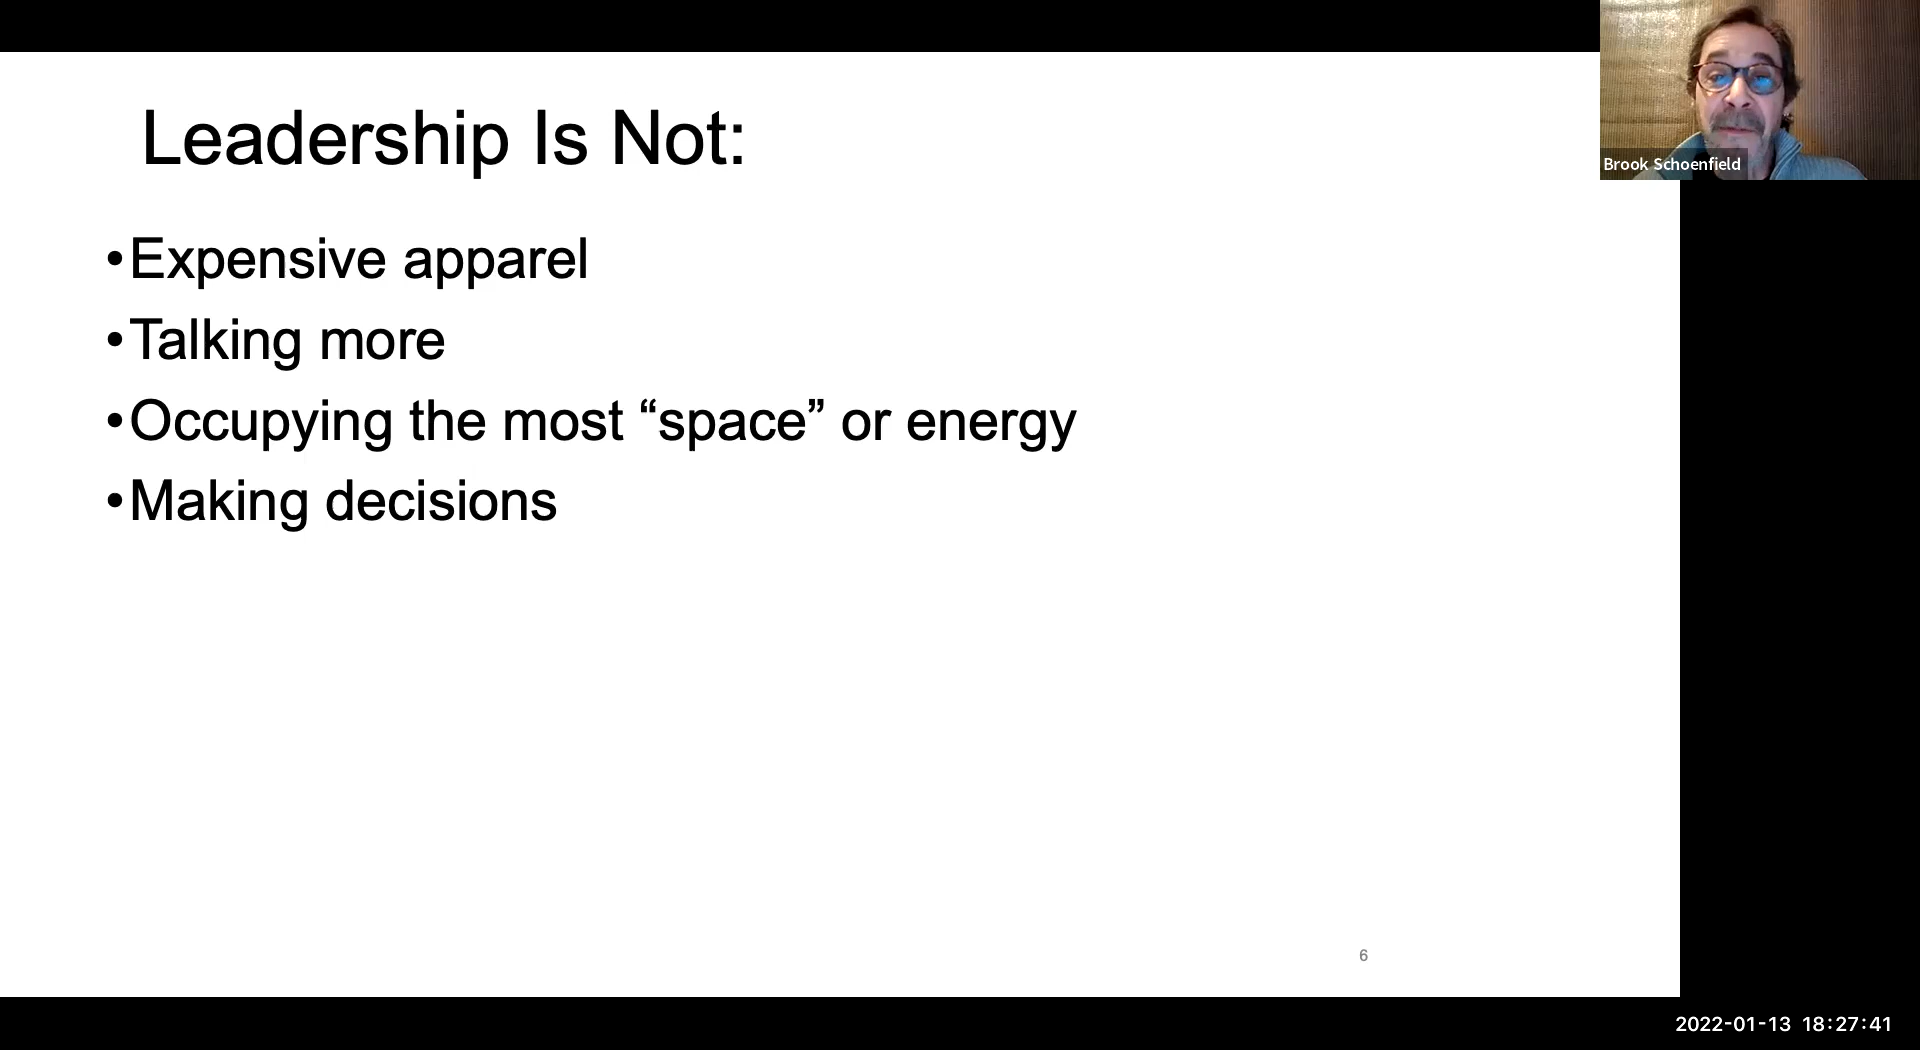 Leadership Is Not:
•Expensive apparel
•Talking more
•Occupying the most “space” or energy
•Making decisions
6
Brook Schoenfield
2022-01-13 18:27:41